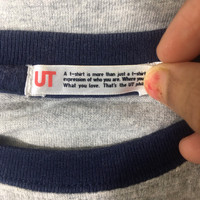 UT
A t-shirt is more than just a t-shirt
expression of who you are. Where you
What you love. That's the UT